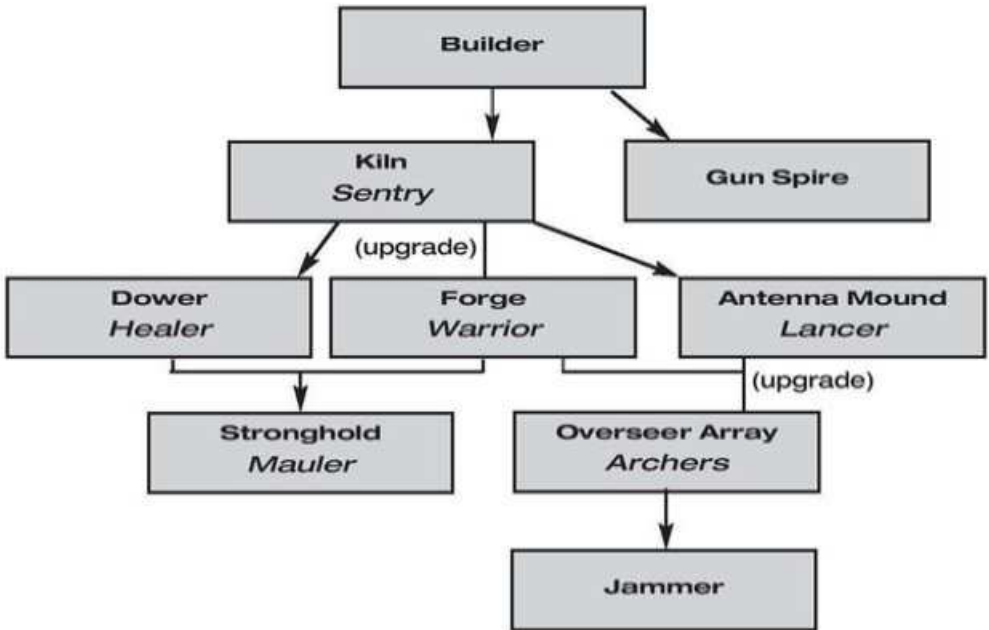 Builder
Kiln
Sentry
Gun Spire
(upgrade)
Dower
Healer
Forge
Warrior
Antenna Mound
Lancer
(upgrade)
Stronghold
Mauler
Overseer Array
Archers
Jammer